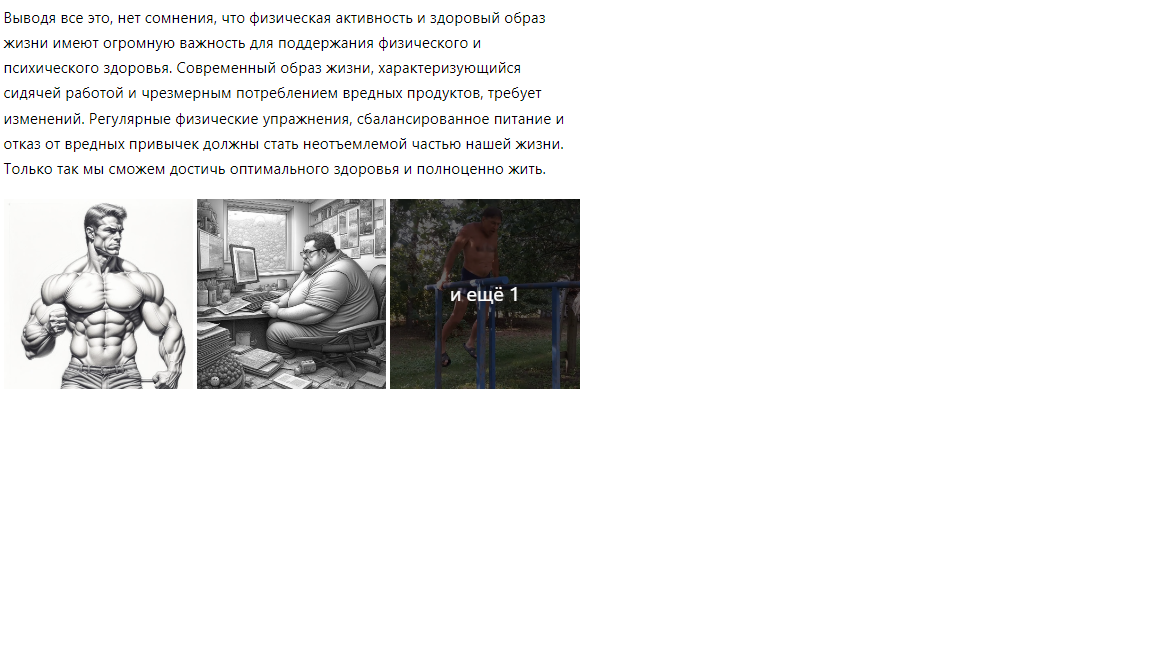 Выводя все это, нет сомнения, что физическая активность и здоровый образ
жизни имеют огромную важность для поддержания физического и
психического здоровья. Современный образ жизни, характеризующийся
сидячей работой и чрезмерным потреблением вредных продуктов, требует
изменений. Регулярные физические упражнения, сбалансированное питание и
отказ от вредных привычек должны стать неотъемлемой частью нашей жизни.
Только так мы сможем достичь оптимального здоровья и полноценно жить.
и ещё 1